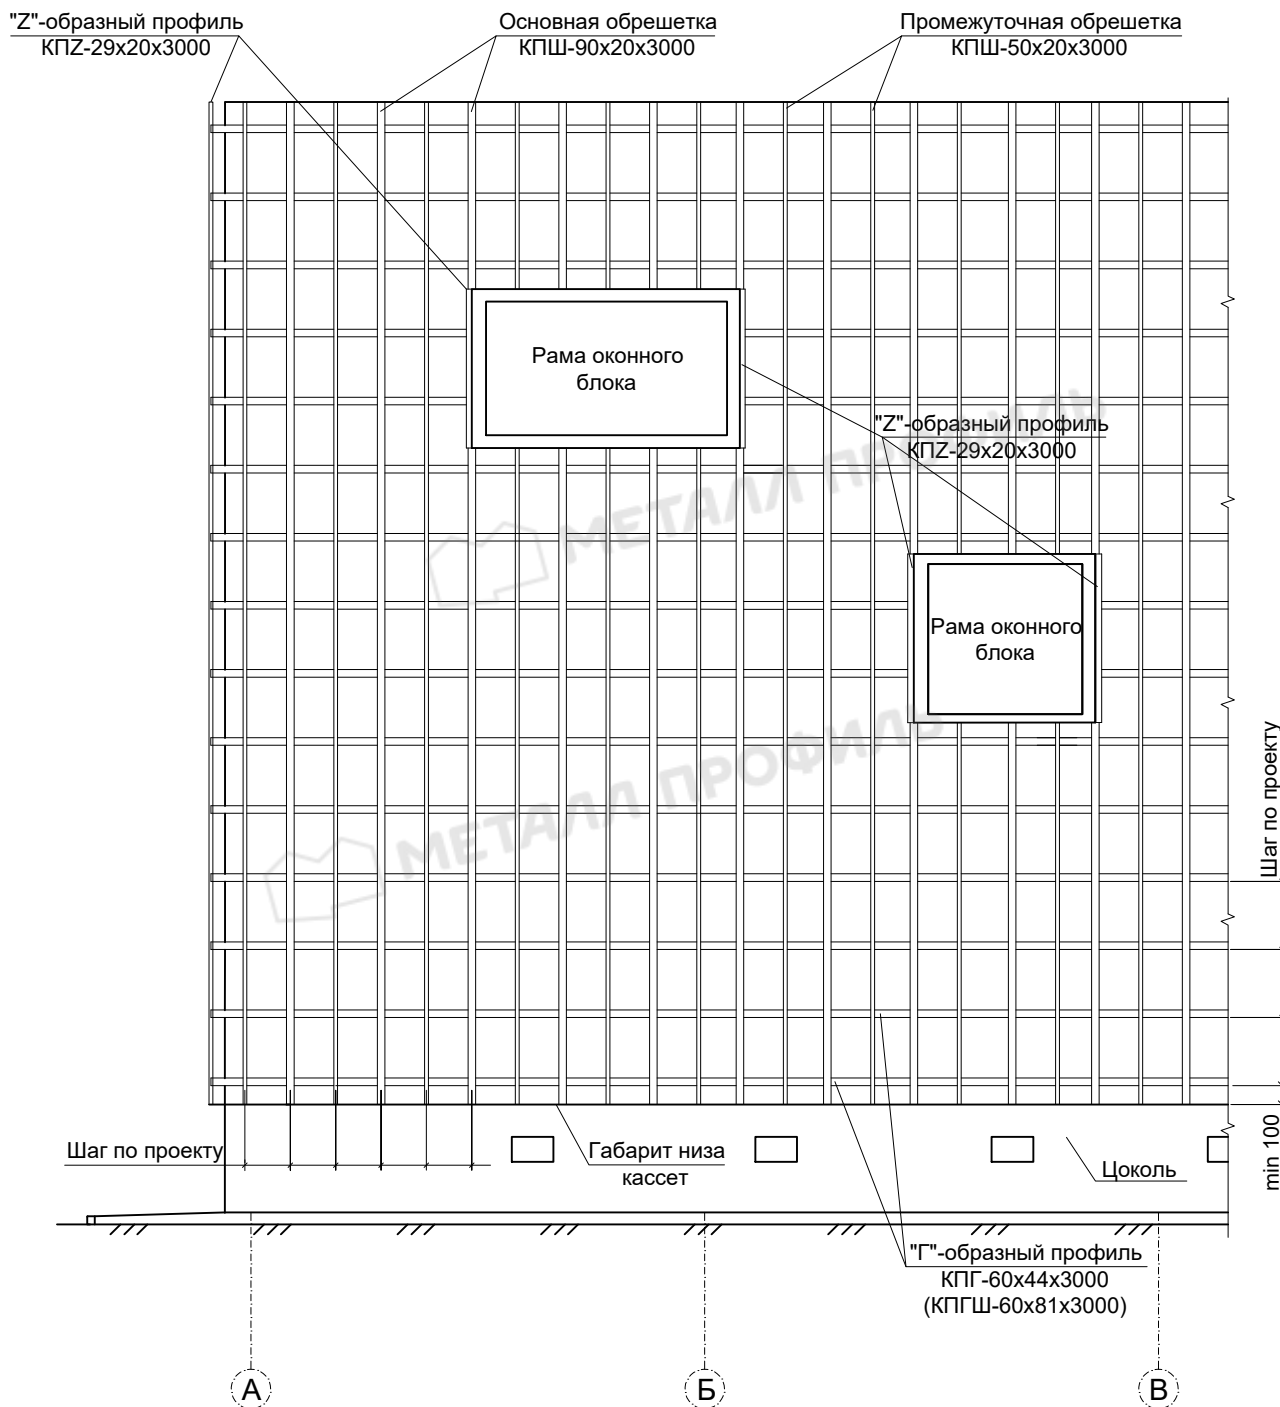 "Z"-образный профиль
КПZ-29х20х3000
Основная обрешетка
КПШ-90х20х3000
Промежуточная обрешетка
КПШ-50х20х3000
Рама оконного
блока
"Z"-образный профиль
КПZ-29х20х3000
МЕТАЛЛ ПРОФИЛЬ
Рама оконного
блока
МЕТАЛЛ ПРОФИЛЬ
Шаг по проекту
Шаг по проекту
Габарит низа
кассет
Цоколь
min 100
"Г"-образный профиль
КПГ-60х44х3000
(КПГШ-60х81х3000)
А
Б
В